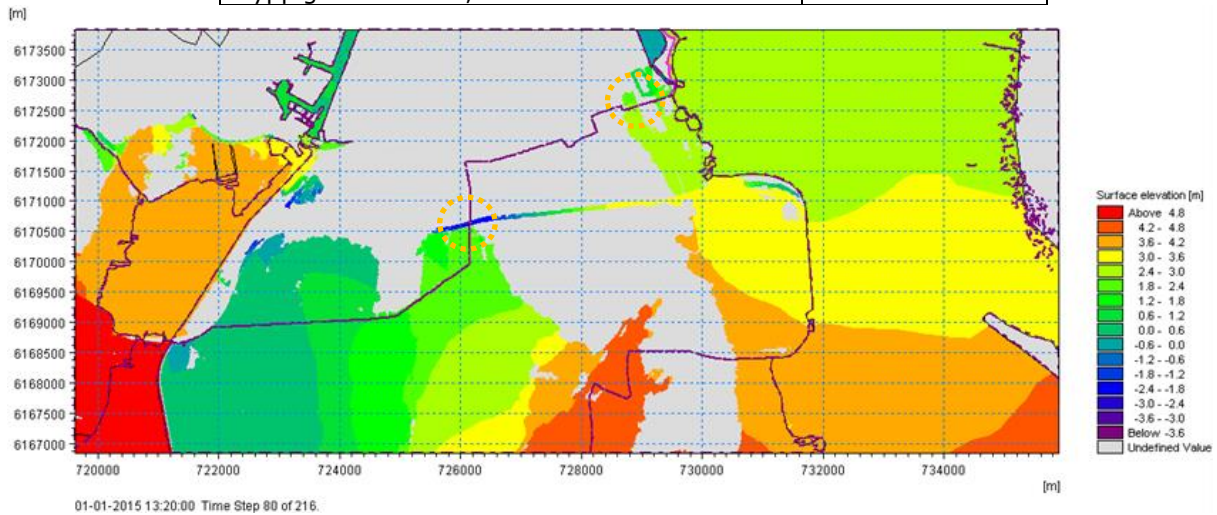 [m]
6173500
6173000
6172500
6172000
6171500
6171000
6170500
6170000
6169500
6169000
6168500
6168000
6167500
6167000
720000 722000 724000 726000 728000 730000 732000 734000
[m]
Surface elevation [m]
Above 4.8
4.2 - 4.8
3.6 - 4.2
3.0 - 3.6
2.4 - 3.0
1.8 - 2.4
1.2 - 1.8
0.6 - 1.2
0.0 - 0.6
-0.6 - 0.0
-1.2 - -0.6
-1.8 - -1.2
-2.4 - -1.8
-3.0 - -2.4
-3.6 - -3.0
Below -3.6
Undefined Value
01-01-2015 13:20:00 Time Step 80 of 216.